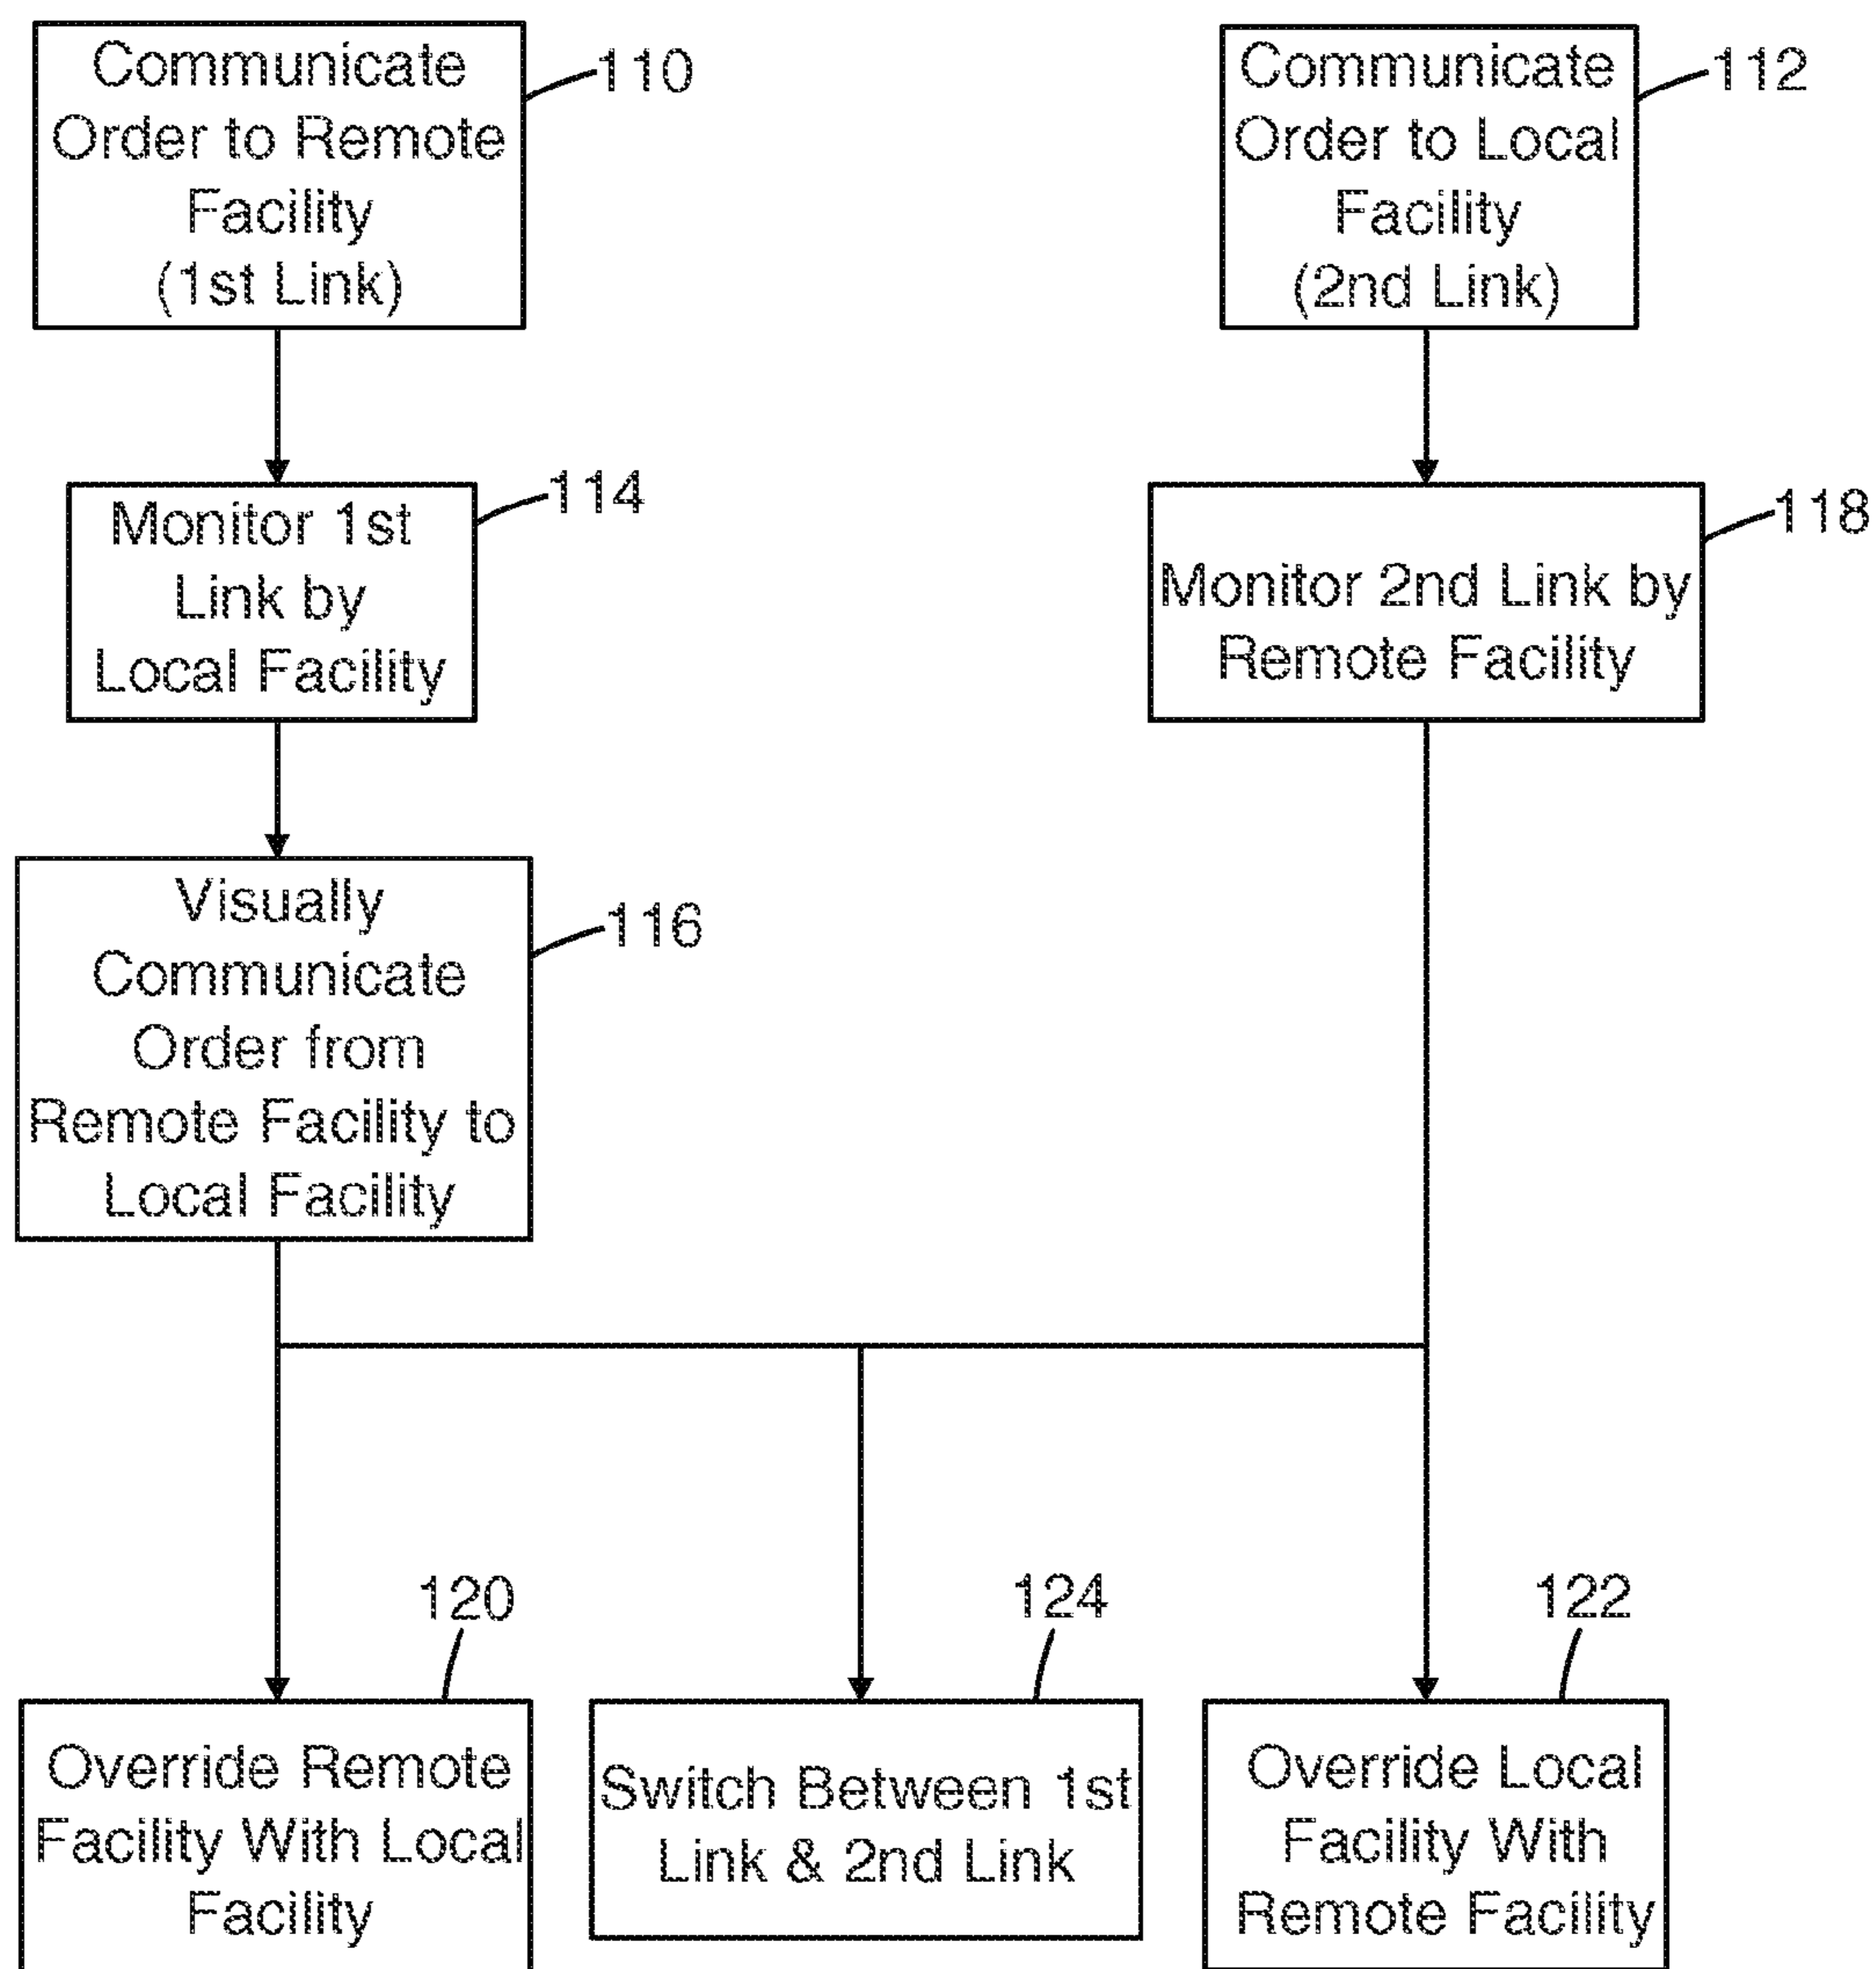 Communicate
Order to Remote
Facility
(1st Link)
110
Communicate
Order to Local
Facility
(2nd Link)
112
Monitor 1st
Link by
Local Facility
114
Monitor 2nd Link by
Remote Facility
118
Visually
Communicate
Order from
Remote Facility to
Local Facility
116
120
Override Remote
Facility With Local
Facility
124
Switch Between 1st
Link & 2nd Link
122
Override Local
Facility With
Remote Facility